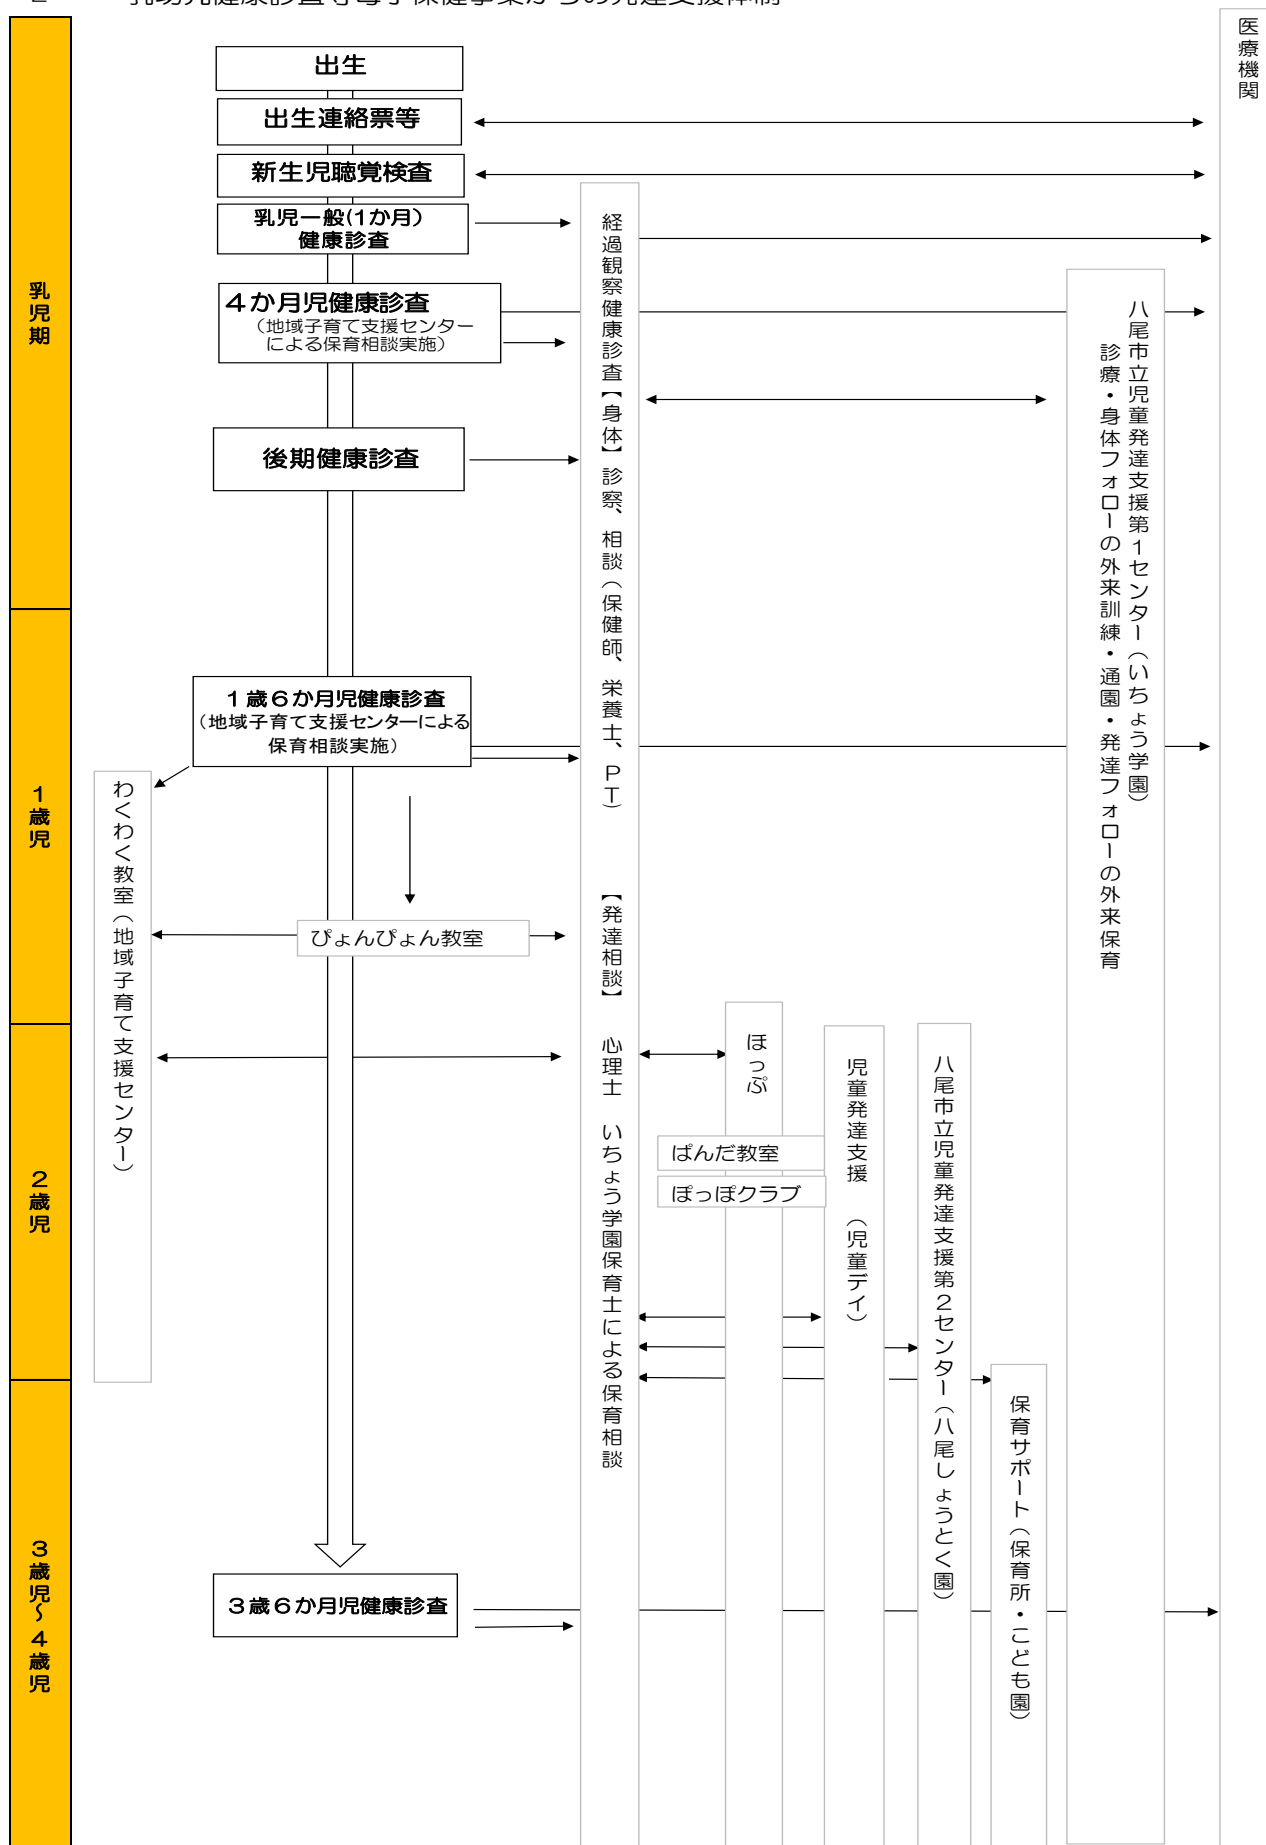 2　乳幼児健康診査等母子保健事業からの発達支援体制
医療機関
出生
出生連絡票等
新生児聴覚検査
乳児一般(1か月)
健康診査
4か月児健康診査
（地域子育て支援センター
による保育相談実施）
後期健康診査
1歳6か月児健康診査
（地域子育て支援センターによる
保育相談実施）
ぴょんぴょん教室
3歳6か月児健康診査
乳児期
1歳児
2歳児
3歳児～4歳児
わくわく教室（地域子育て支援センター）
経過観察健康診査【身体】診察、相談（保健師、栄養士、PT）　【発達相談】　心理士　いちょう学園保育士による保育相談
ほっぷ
ぱんだ教室
ぽっぽクラブ
児童発達支援　（児童デイ）
八尾市立児童発達支援第2センター（八尾しょうとく園）
保育サポート（保育所・こども園）
八尾市立児童発達支援第1センター（いちょう学園）
診療・身体フォローの外来訓練・通園・発達フォローの外来保育